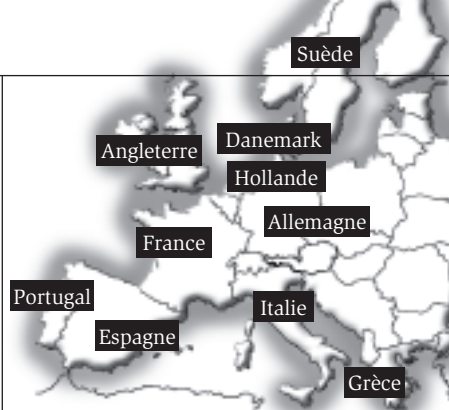 Suède
Danemark
Angleterre
Hollande
Allemagne
France
Portugal
Italie
Espagne
Grèce